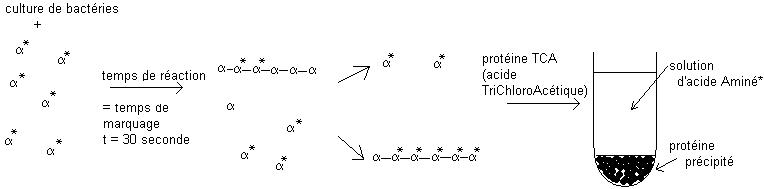 culture de bactéries
+
α* α*
α* α*
α* α*
temps de réaction
= temps de
marquage
t = 30 seconde
α–α*–α*–α–α–α
α
α*
α* α*
α* α*
α–α*–α*–α*–α*–α*
protéine TCA
(acide
TriChloroAcétique)
solution
d'acide Aminé*
protéine
précipité